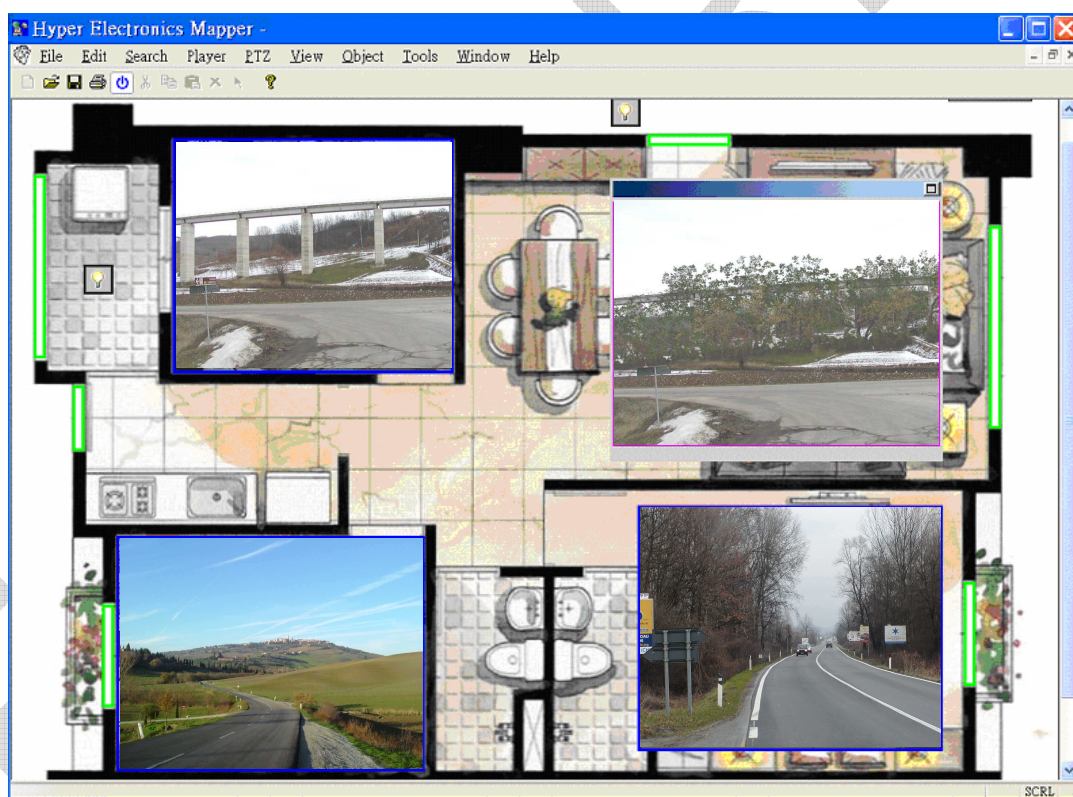 Hyper Electronics Mapper -
File Edit Search Player PTZ View Object Tools Window Help
SCRL